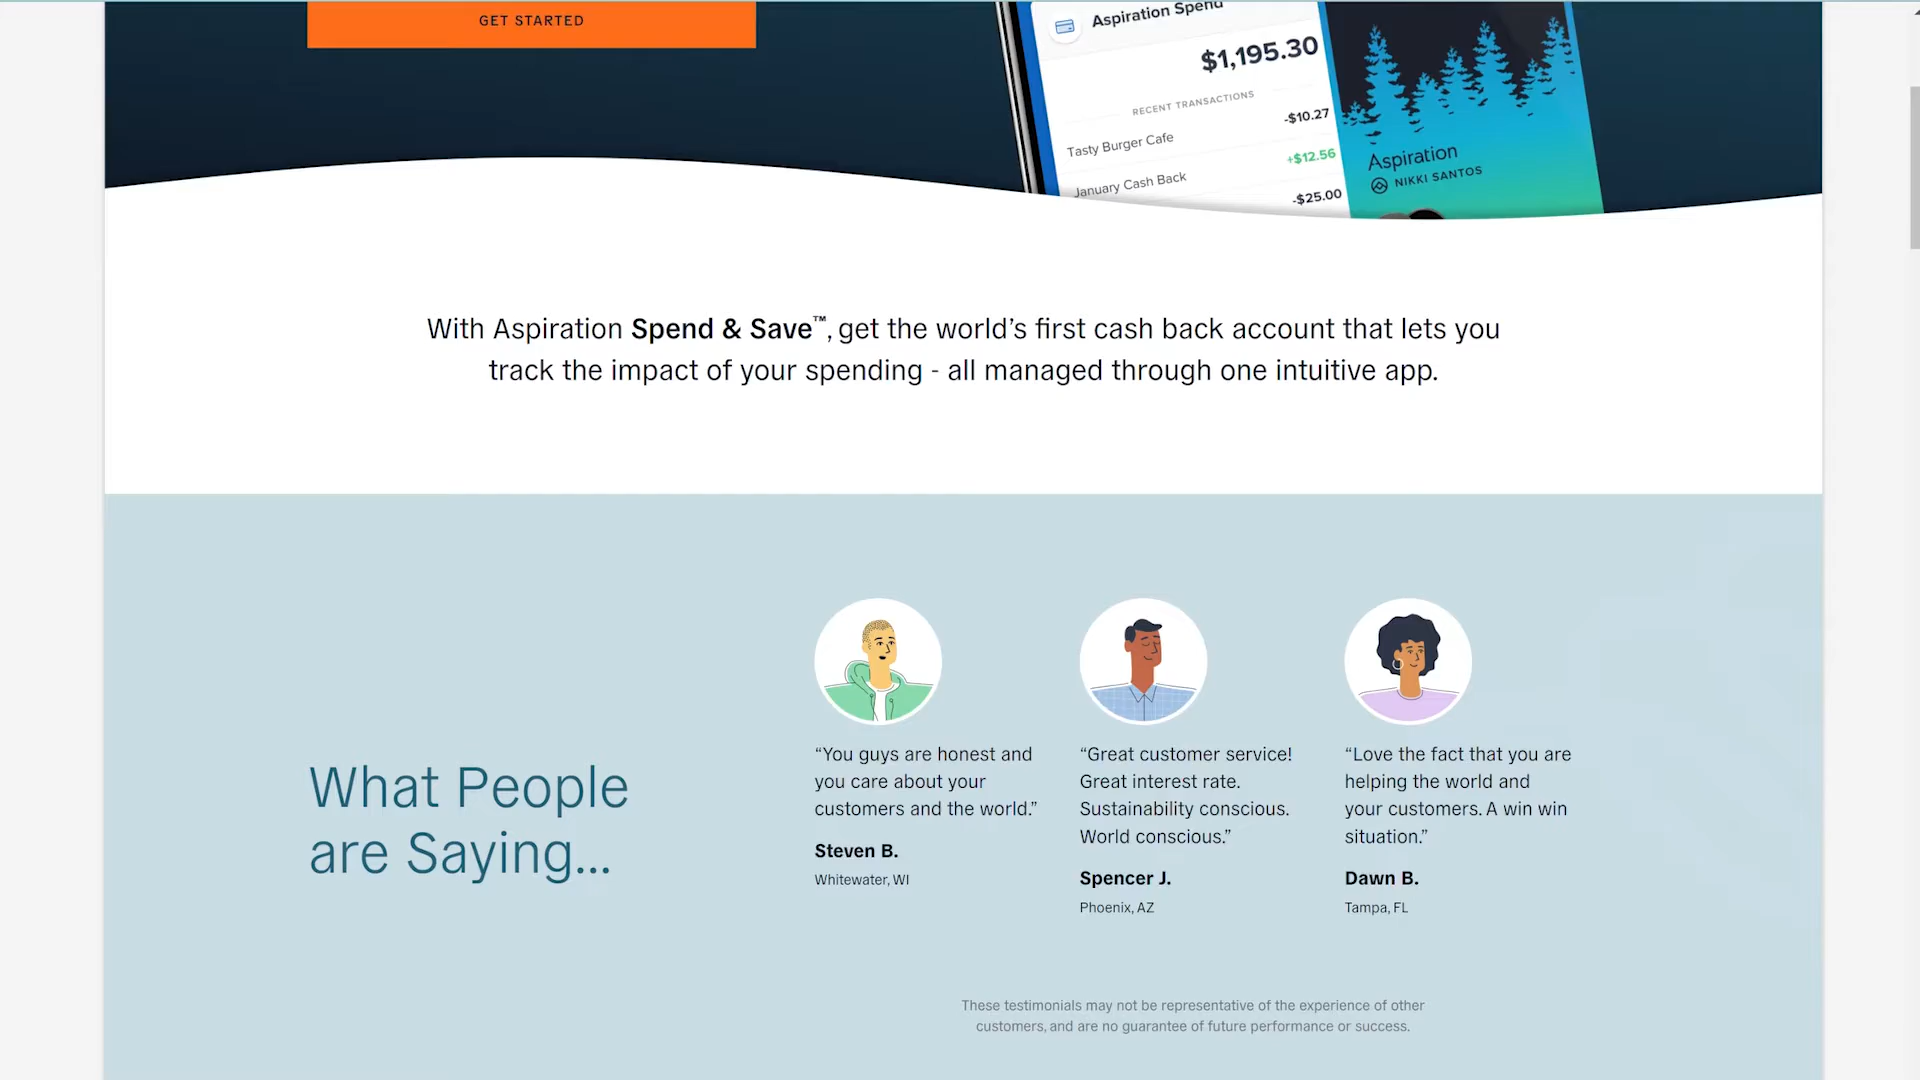 GET STARTED
Aspiration Spend
$1,195.30
RECENT TRANSACTIONS
Tasty Burger Cafe -$10.27
January Cash Back +$12.56
-$25.00
Aspiration
NIKKI SANTOS
With Aspiration Spend & Save™, get the world’s first cash back account that lets you
track the impact of your spending - all managed through one intuitive app.
What People
are Saying...
“You guys are honest and
you care about your
customers and the world.”
Steven B.
Whitewater, WI
“Great customer service!
Great interest rate.
Sustainability conscious.
World conscious.”
Spencer J.
Phoenix, AZ
“Love the fact that you are
helping the world and
your customers. A win win
situation.”
Dawn B.
Tampa, FL
These testimonials may not be representative of the experience of other
customers, and are no guarantee of future performance or success.